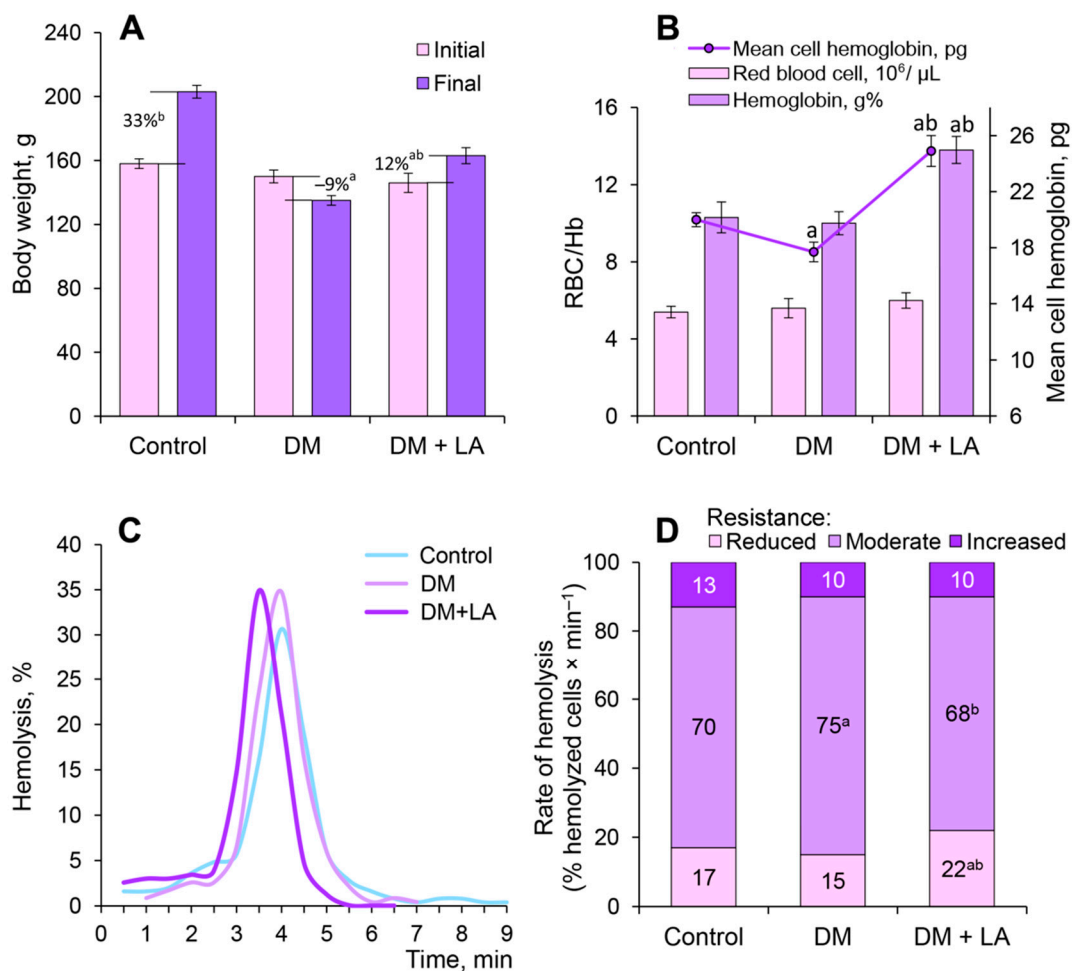 A
Initial
Final
Body weight, g
240
200
160
120
80
40
0
33%ᵇ
–9%ᵃ
12%ᵃᵇ
Control
DM
DM + LA
B
Mean cell hemoglobin, pg
Red blood cell, 10⁶/ µL
Hemoglobin, g%
RBC/Hb
16
12
8
4
0
a
ab
ab
26
22
18
14
10
6
Mean cell hemoglobin, pg
Control
DM
DM + LA
C
Control
DM
DM+LA
Hemolysis, %
40
35
30
25
20
15
10
5
0
0 1 2 3 4 5 6 7 8 9
Time, min
D
Resistance:
Reduced Moderate Increased
Rate of hemolysis
(% hemolyzed cells × min⁻¹)
100
80
60
40
20
0
13 10 10
70 75ᵃ 68ᵇ
17 15 22ᵃᵇ
Control
DM
DM + LA